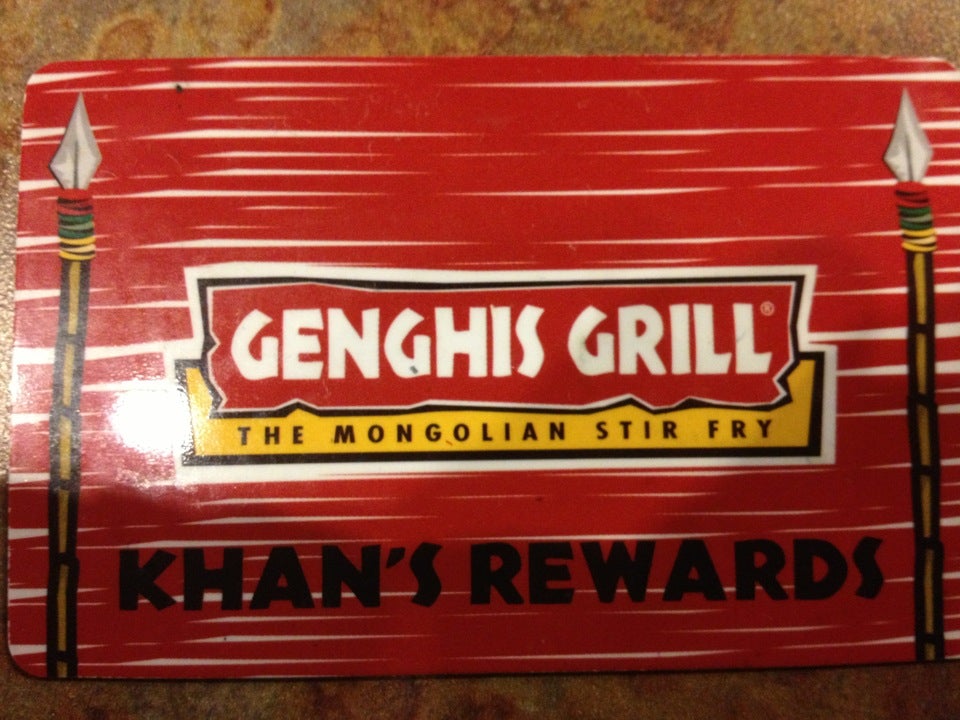 GENGHIS GRILL®
THE MONGOLIAN STIR FRY
KHAN'S REWARDS